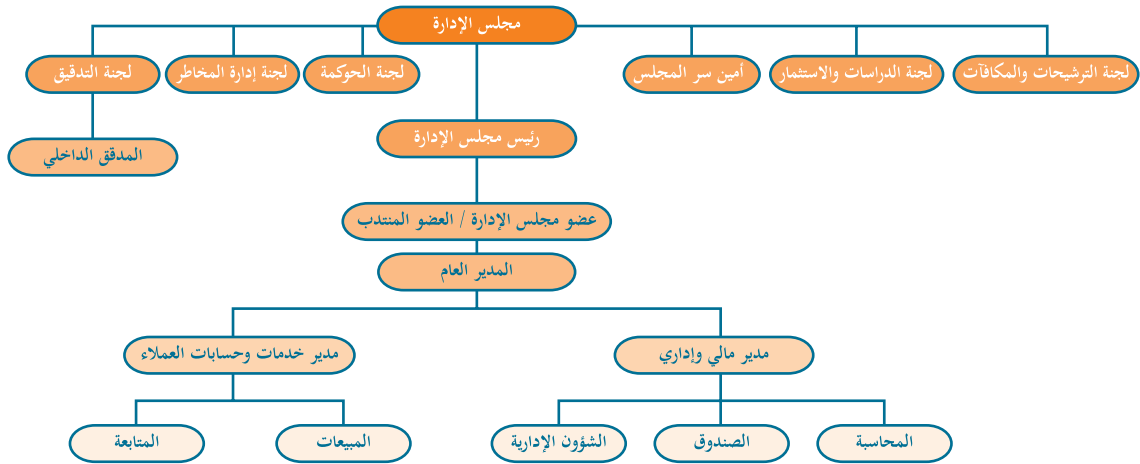 مجلس الإدارة
لجنة الترشيحات والمكافآت
لجنة الدراسات والاستثمار
أمين سر المجلس
لجنة الحوكمة
لجنة إدارة المخاطر
لجنة التدقيق
رئيس مجلس الإدارة
المدقق الداخلي
عضو مجلس الإدارة / العضو المنتدب
المدير العام
مدير مالي وإداري
مدير خدمات وحسابات العملاء
المحاسبة
الصندوق
الشؤون الإدارية
المبيعات
المتابعة